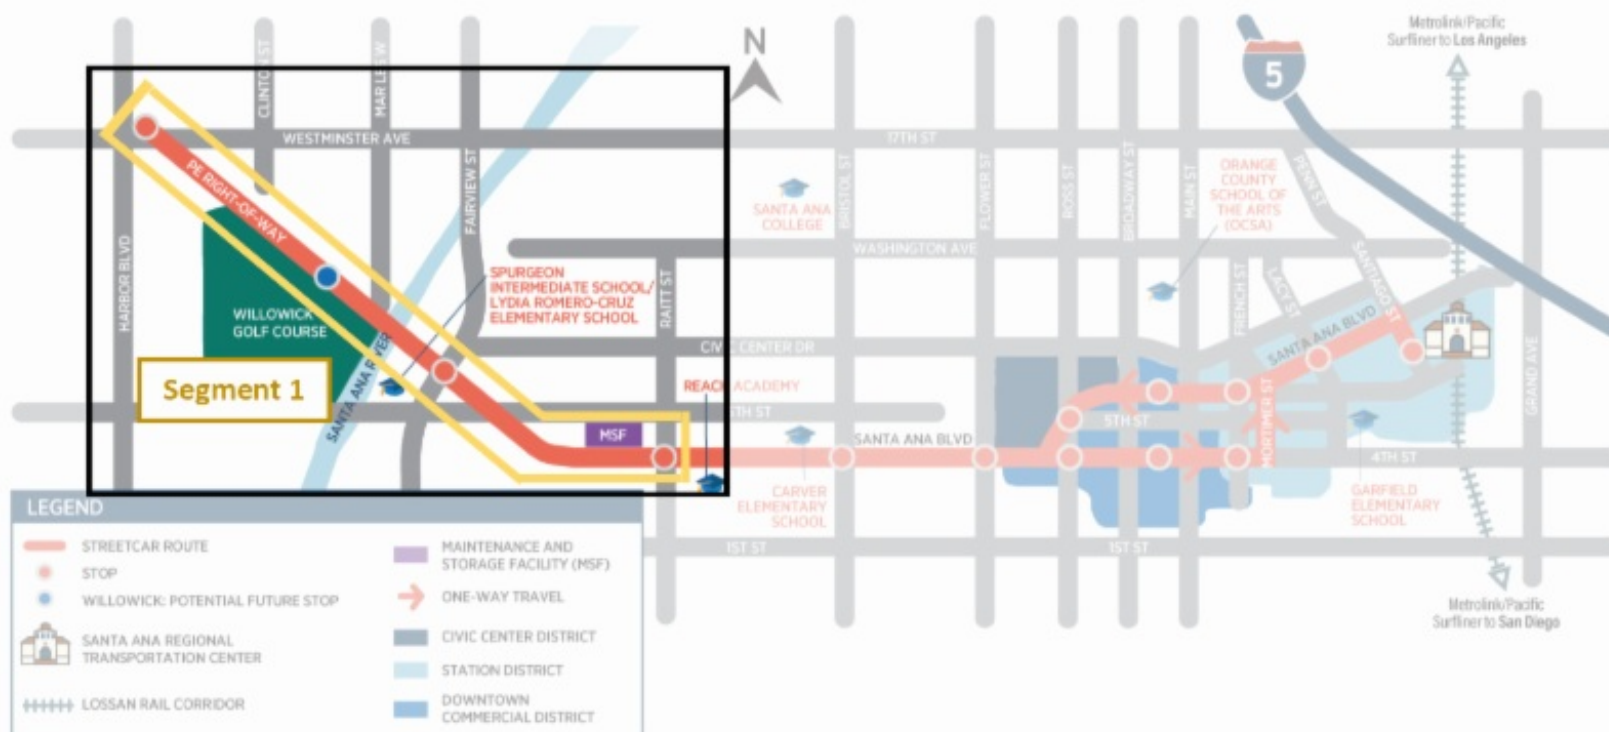 Metrolink/Pacific
Surfliner to Los Angeles
N
5
CLINTON ST
WESTMINSTER AVE
17TH ST
PE RIGHT-OF-WAY
FAIRVIEW ST
BRISTOL ST
FLOWER ST
ROSS ST
BROADWAY ST
MAIN ST
PENN ST
ORANGE
COUNTY
SCHOOL OF
THE ARTS
(OCSA)
SANTA ANA
COLLEGE
HARBOR BLVD
WASHINGTON AVE
SPURGEON
INTERMEDIATE SCHOOL/
LYDIA ROMERO-CRUZ
ELEMENTARY SCHOOL
RAITT ST
FRENCH ST
LACY ST
SANTIAGO ST
WILLOWICK
GOLF COURSE
CIVIC CENTER DR
SANTA ANA BLVD
SANTA ANA RIVER
Segment 1
REACH ACADEMY
5TH ST
MORTIMER ST
GRAND AVE
MSF
SANTA ANA BLVD
5TH ST
4TH ST
CARVER
ELEMENTARY
SCHOOL
GARFIELD
ELEMENTARY
SCHOOL
1ST ST
1ST ST
Metrolink/Pacific
Surfliner to San Diego
LEGEND
STREETCAR ROUTE
STOP
WILLOWICK: POTENTIAL FUTURE STOP
SANTA ANA REGIONAL
TRANSPORTATION CENTER
LOSSAN RAIL CORRIDOR
MAINTENANCE AND
STORAGE FACILITY (MSF)
ONE-WAY TRAVEL
CIVIC CENTER DISTRICT
STATION DISTRICT
DOWNTOWN
COMMERCIAL DISTRICT